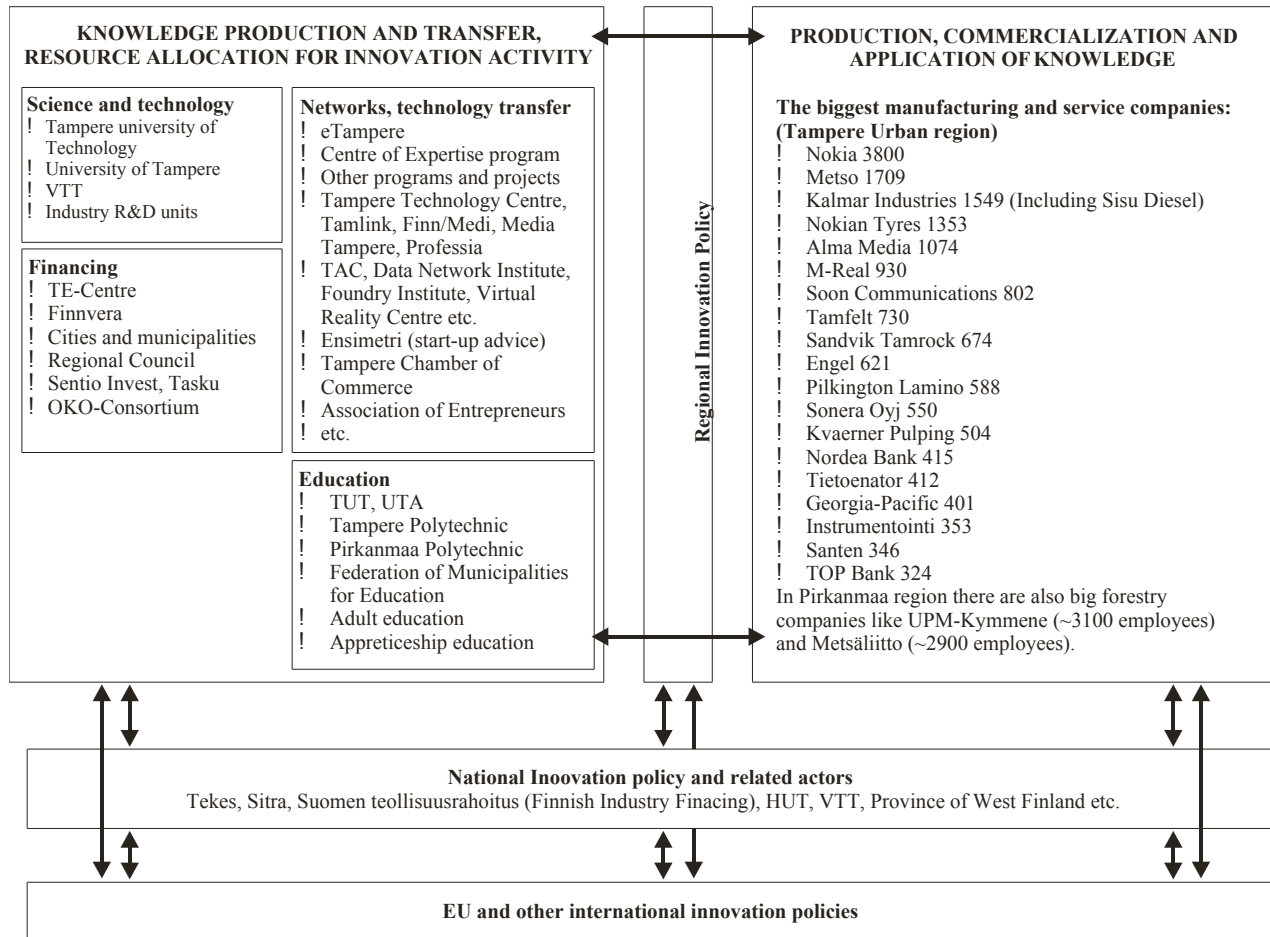 KNOWLEDGE PRODUCTION AND TRANSFER,
RESOURCE ALLOCATION FOR INNOVATION ACTIVITY
Science and technology
! Tampere university of
Technology
! University of Tampere
! VTT
! Industry R&D units
Financing
! TE-Centre
! Finnvera
! Cities and municipalities
! Regional Council
! Sentio Invest, Tasku
! OKO-Consortium
Networks, technology transfer
! eTampere
! Centre of Expertise program
! Other programs and projects
! Tampere Technology Centre,
Tamlink, Finn/Medi, Media
Tampere, Professia
! TAC, Data Network Institute,
Foundry Institute, Virtual
Reality Centre etc.
! Ensimetri (start-up advice)
! Tampere Chamber of
Commerce
! Association of Entrepreneurs
! etc.
Education
! TUT, UTA
! Tampere Polytechnic
! Pirkanmaa Polytechnic
! Federation of Municipalities
for Education
! Adult education
! Appreticeship education
Regional Innovation Policy
PRODUCTION, COMMERCIALIZATION AND
APPLICATION OF KNOWLEDGE
The biggest manufacturing and service companies:
(Tampere Urban region)
! Nokia 3800
! Metso 1709
! Kalmar Industries 1549 (Including Sisu Diesel)
! Nokian Tyres 1353
! Alma Media 1074
! M-Real 930
! Soon Communications 802
! Tamfelt 730
! Sandvik Tamrock 674
! Engel 621
! Pilkington Lamino 588
! Sonera Oyj 550
! Kvaerner Pulping 504
! Nordea Bank 415
! Tietoenator 412
! Georgia-Pacific 401
! Instrumentointi 353
! Santen 346
! TOP Bank 324
In Pirkanmaa region there are also big forestry
companies like UPM-Kymmene (~3100 employees)
and Metsäliitto (~2900 employees).
National Inoovation policy and related actors
Tekes, Sitra, Suomen teollisuusrahoitus (Finnish Industry Finacing), HUT, VTT, Province of West Finland etc.
EU and other international innovation policies